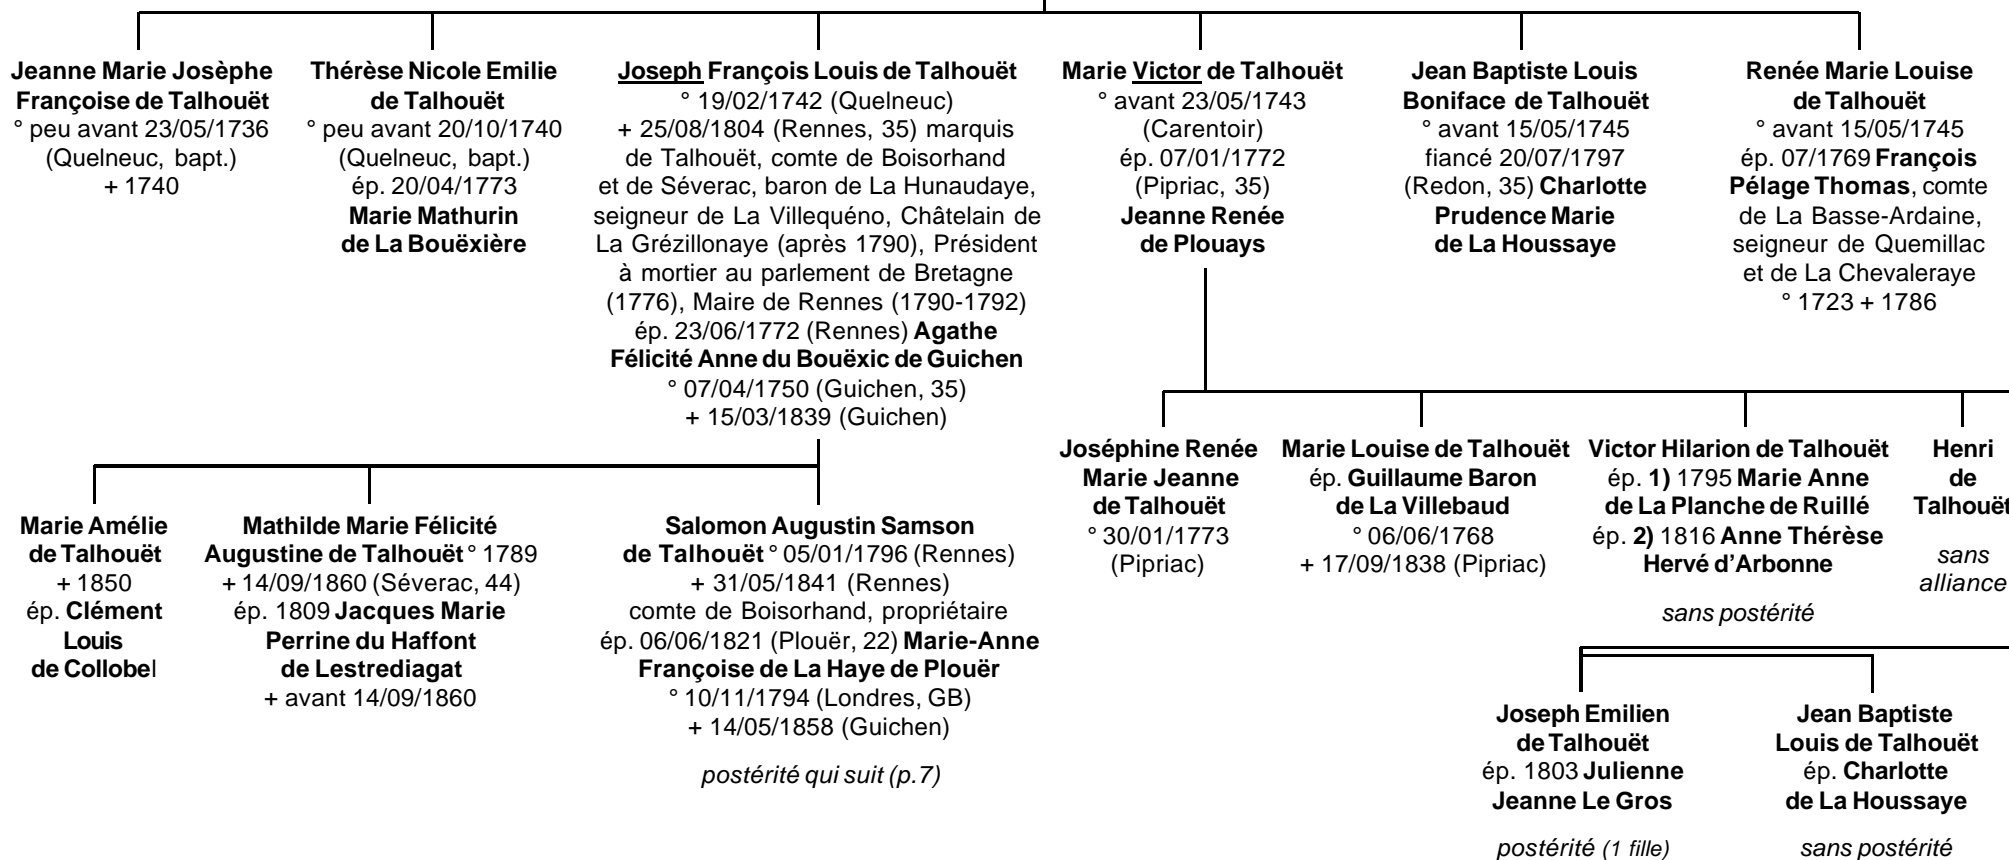 Jeanne Marie Josèphe
Françoise de Talhouët
° peu avant 23/05/1736
(Quelneuc, bapt.)
+ 1740
Thérèse Nicole Emilie
de Talhouët
° peu avant 20/10/1740
(Quelneuc, bapt.)
ép. 20/04/1773
Marie Mathurin
de La Bouëxière
Joseph François Louis de Talhouët
° 19/02/1742 (Quelneuc)
+ 25/08/1804 (Rennes, 35) marquis
de Talhouët, comte de Boisorhand
et de Séverac, baron de La Hunaudaye,
seigneur de La Villequéno, Châtelain de
La Grézillonaye (après 1790), Président
à mortier au parlement de Bretagne
(1776), Maire de Rennes (1790-1792)
ép. 23/06/1772 (Rennes) Agathe
Félicité Anne du Bouëxic de Guichen
° 07/04/1750 (Guichen, 35)
+ 15/03/1839 (Guichen)
Marie Victor de Talhouët
° avant 23/05/1743
(Carentoir)
ép. 07/01/1772
(Pipriac, 35)
Jeanne Renée
de Plouays
Jean Baptiste Louis
Boniface de Talhouët
° avant 15/05/1745
fiancé 20/07/1797
(Redon, 35) Charlotte
Prudence Marie
de La Houssaye
Renée Marie Louise
de Talhouët
° avant 15/05/1745
ép. 07/1769 François
Pélage Thomas, comte
de La Basse-Ardaine,
seigneur de Quemillac
et de La Chevaleraye
° 1723 + 1786
Marie Amélie
de Talhouët
+ 1850
ép. Clément
Louis
de Collobel
Mathilde Marie Félicité
Augustine de Talhouët ° 1789
+ 14/09/1860 (Séverac, 44)
ép. 1809 Jacques Marie
Perrine du Haffont
de Lestrediagat
+ avant 14/09/1860
Salomon Augustin Samson
de Talhouët ° 05/01/1796 (Rennes)
+ 31/05/1841 (Rennes)
comte de Boisorhand, propriétaire
ép. 06/06/1821 (Plouër, 22) Marie-Anne
Françoise de La Haye de Plouër
° 10/11/1794 (Londres, GB)
+ 14/05/1858 (Guichen)
postérité qui suit (p.7)
Joséphine Renée
Marie Jeanne
de Talhouët
° 30/01/1773
(Pipriac)
Marie Louise de Talhouët
ép. Guillaume Baron
de La Villebaud
° 06/06/1768
+ 17/09/1838 (Pipriac)
Victor Hilarion de Talhouët
ép. 1) 1795 Marie Anne
de La Planche de Ruillé
ép. 2) 1816 Anne Thérèse
Hervé d'Arbonne
sans postérité
Henri
de
Talhouët
sans
alliance
Joseph Emilien
de Talhouët
ép. 1803 Julienne
Jeanne Le Gros
postérité (1 fille)
Jean Baptiste
Louis de Talhouët
ép. Charlotte
de La Houssaye
sans postérité